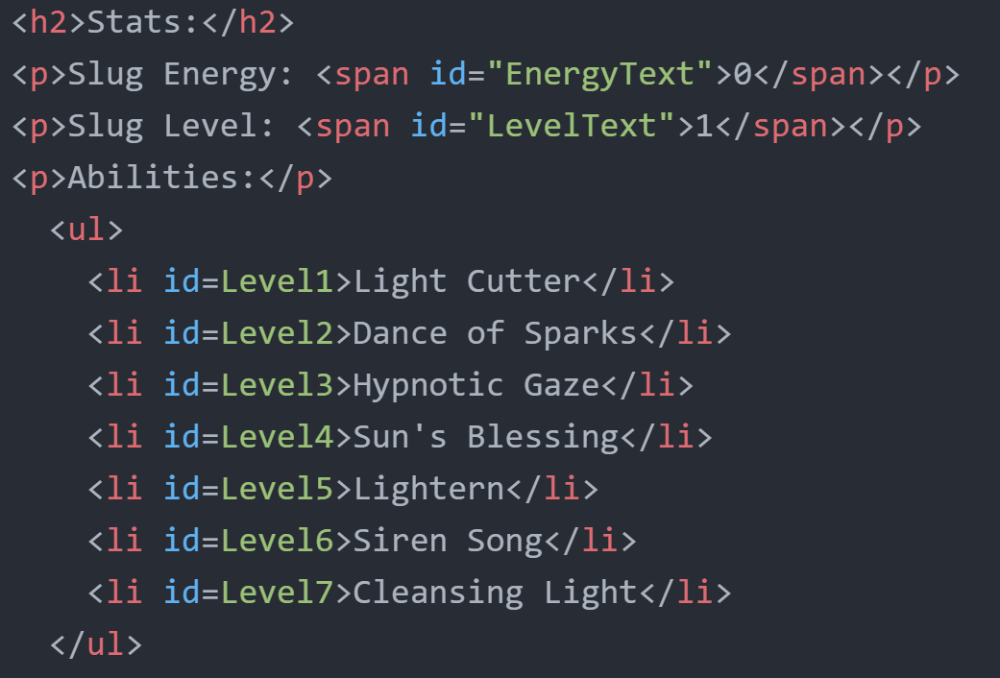 <h2>Stats:</h2>
<p>Slug Energy: <span id="EnergyText">0</span></p>
<p>Slug Level: <span id="LevelText">1</span></p>
<p>Abilities:</p>
  <ul>
    <li id=Level1>Light Cutter</li>
    <li id=Level2>Dance of Sparks</li>
    <li id=Level3>Hypnotic Gaze</li>
    <li id=Level4>Sun's Blessing</li>
    <li id=Level5>Lightern</li>
    <li id=Level6>Siren Song</li>
    <li id=Level7>Cleansing Light</li>
  </ul>